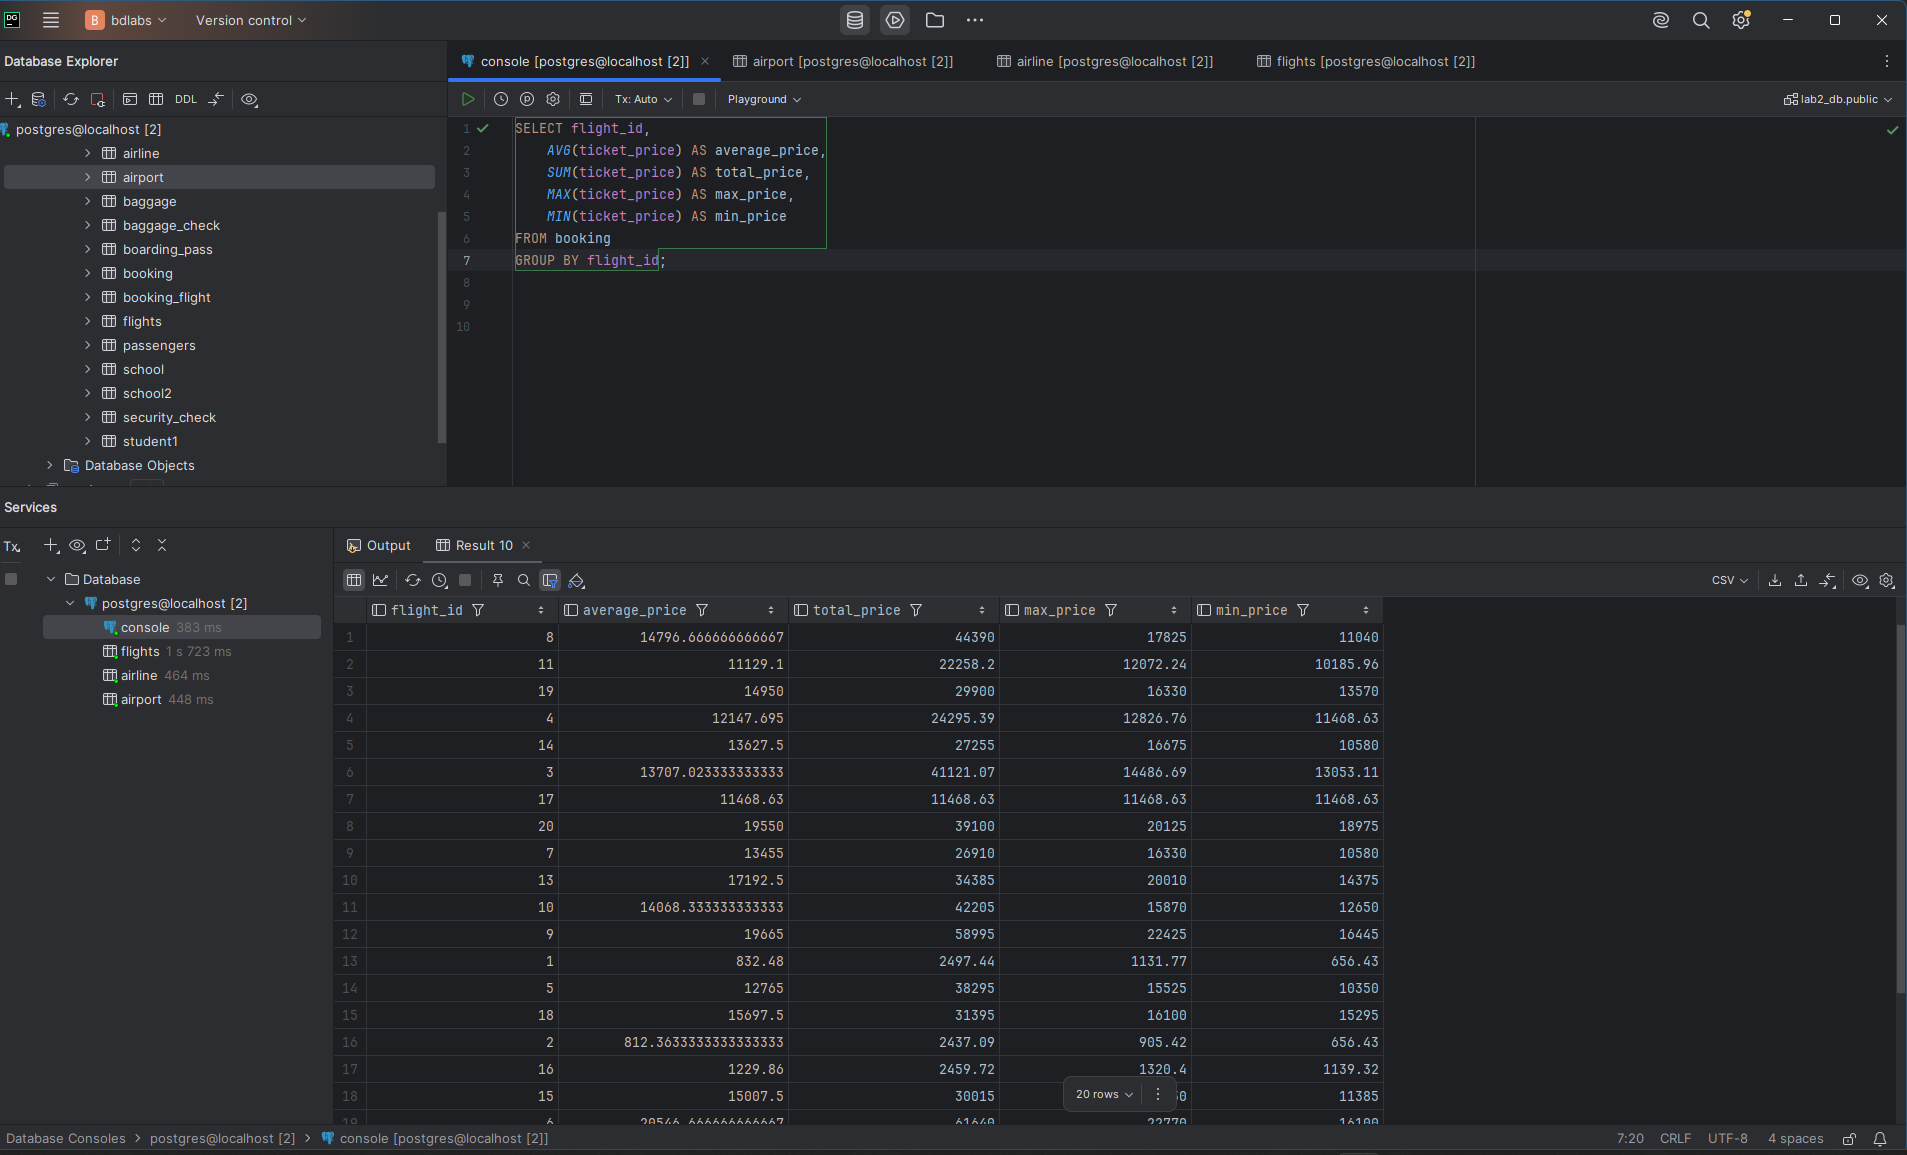 DG B bdlabs Version control
Database Explorer
DDL
postgres@localhost [2]
airline
airport
baggage
baggage_check
boarding_pass
booking
booking_flight
flights
passengers
school
school2
security_check
student1
Database Objects
console [postgres@localhost [2]] airport [postgres@localhost [2]] airline [postgres@localhost [2]] flights [postgres@localhost [2]]
Tx: Auto Playground lab2_db.public
1 SELECT flight_id,
2 AVG(ticket_price) AS average_price,
3 SUM(ticket_price) AS total_price,
4 MAX(ticket_price) AS max_price,
5 MIN(ticket_price) AS min_price
6 FROM booking
7 GROUP BY flight_id;
8
9
10
Services
Tx
Database
postgres@localhost [2]
console 383 ms
flights 1 s 723 ms
airline 464 ms
airport 448 ms
Output Result 10
CSV
flight_id average_price total_price max_price min_price
1 8 14796.666666666667 44390 17825 11040
2 11 11129.1 22258.2 12072.24 10185.96
3 19 14950 29900 16330 13570
4 4 12147.695 24295.39 12826.76 11468.63
5 14 13627.5 27255 16675 10580
6 3 13707.023333333333 41121.07 14486.69 13053.11
7 17 11468.63 11468.63 11468.63 11468.63
8 20 19550 39100 20125 18975
9 7 13455 26910 16330 10580
10 13 17192.5 34385 20010 14375
11 10 14068.333333333333 42205 15870 12650
12 9 19665 58995 22425 16445
13 1 832.48 2497.44 1131.77 656.43
14 5 12765 38295 15525 10350
15 18 15697.5 31395 16100 15295
16 2 812.3633333333333333 2437.09 905.42 656.43
17 16 1229.86 2459.72 1320.4 1139.32
18 15 15007.5 30015 11385
19 6 20546.666666666667 61640 22770 16100
20 rows
Database Consoles postgres@localhost [2] console [postgres@localhost [2]]
7:20 CRLF UTF-8 4 spaces